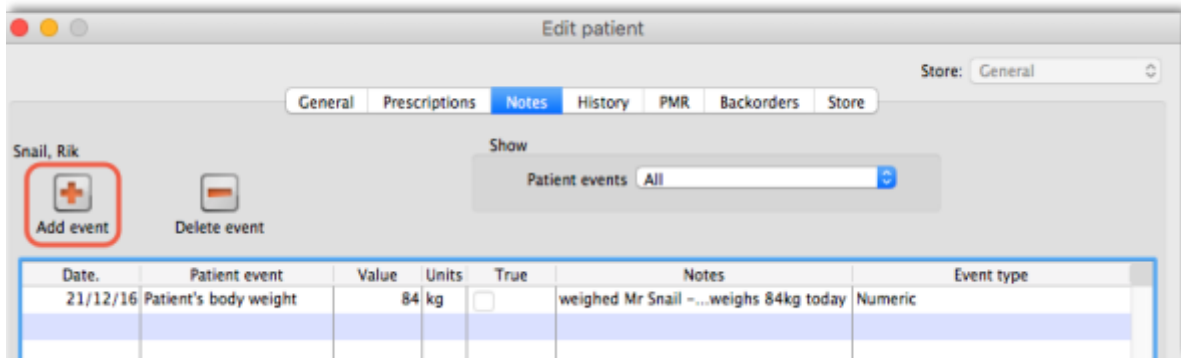 Edit patient
Store: General
General Prescriptions Notes History PMR Backorders Store
Snail, Rik
Show
Patient events All
Add event Delete event
Date. Patient event Value Units True Notes Event type
21/12/16 Patient's body weight 84 kg weighed Mr Snail –...weighs 84kg today Numeric